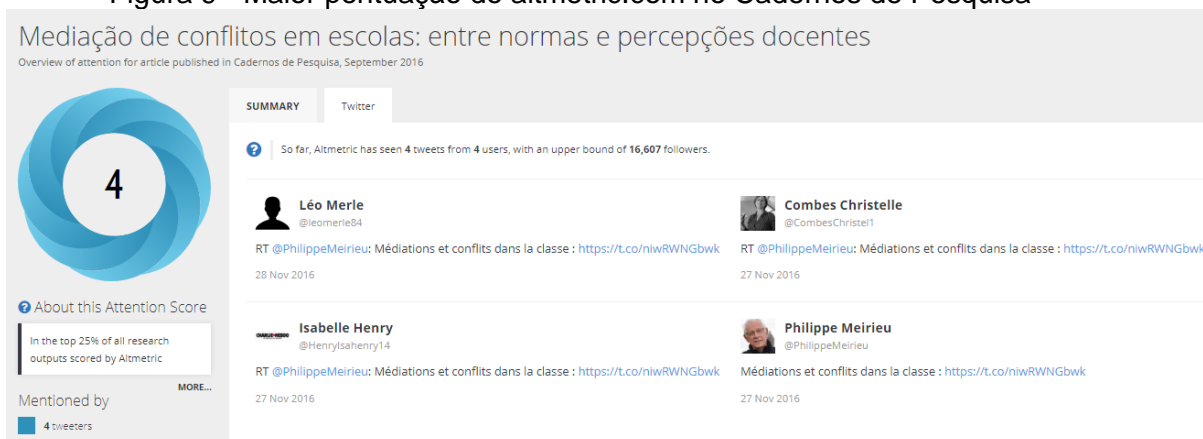 Mediação de conflitos em escolas: entre normas e percepções docentes
Overview of attention for article published in Cadernos de Pesquisa, September 2016
SUMMARY Twitter
So far, Altmetric has seen 4 tweets from 4 users, with an upper bound of 16,607 followers.
4
Léo Merle
@leomerle84
RT @PhilippeMeirieu: Médiations et conflits dans la classe : https://t.co/niwRWNGbwk
28 Nov 2016
Combes Christelle
@CombesChristel1
RT @PhilippeMeirieu: Médiations et conflits dans la classe : https://t.co/niwRWNGbwk
27 Nov 2016
Isabelle Henry
@HenryIsahenry14
RT @PhilippeMeirieu: Médiations et conflits dans la classe : https://t.co/niwRWNGbwk
27 Nov 2016
Philippe Meirieu
@PhilippeMeirieu
Médiations et conflits dans la classe : https://t.co/niwRWNGbwk
27 Nov 2016
About this Attention Score
In the top 25% of all research
outputs scored by Altmetric
MORE...
Mentioned by
4 tweeters